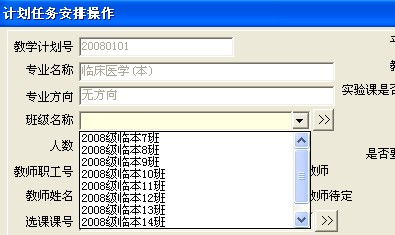 计划任务安排操作
教学计划号 20080101
专业名称 临床医学(本)
专业方向 无方向
实验课是否
班级名称 >>
人数
2008级临本7班
2008级临本8班
2008级临本9班
2008级临本10班
2008级临本11班
2008级临本12班
2008级临本13班
2008级临本14班
是否
教师职工号
教师
教师姓名
教师待定
选课课号 >>